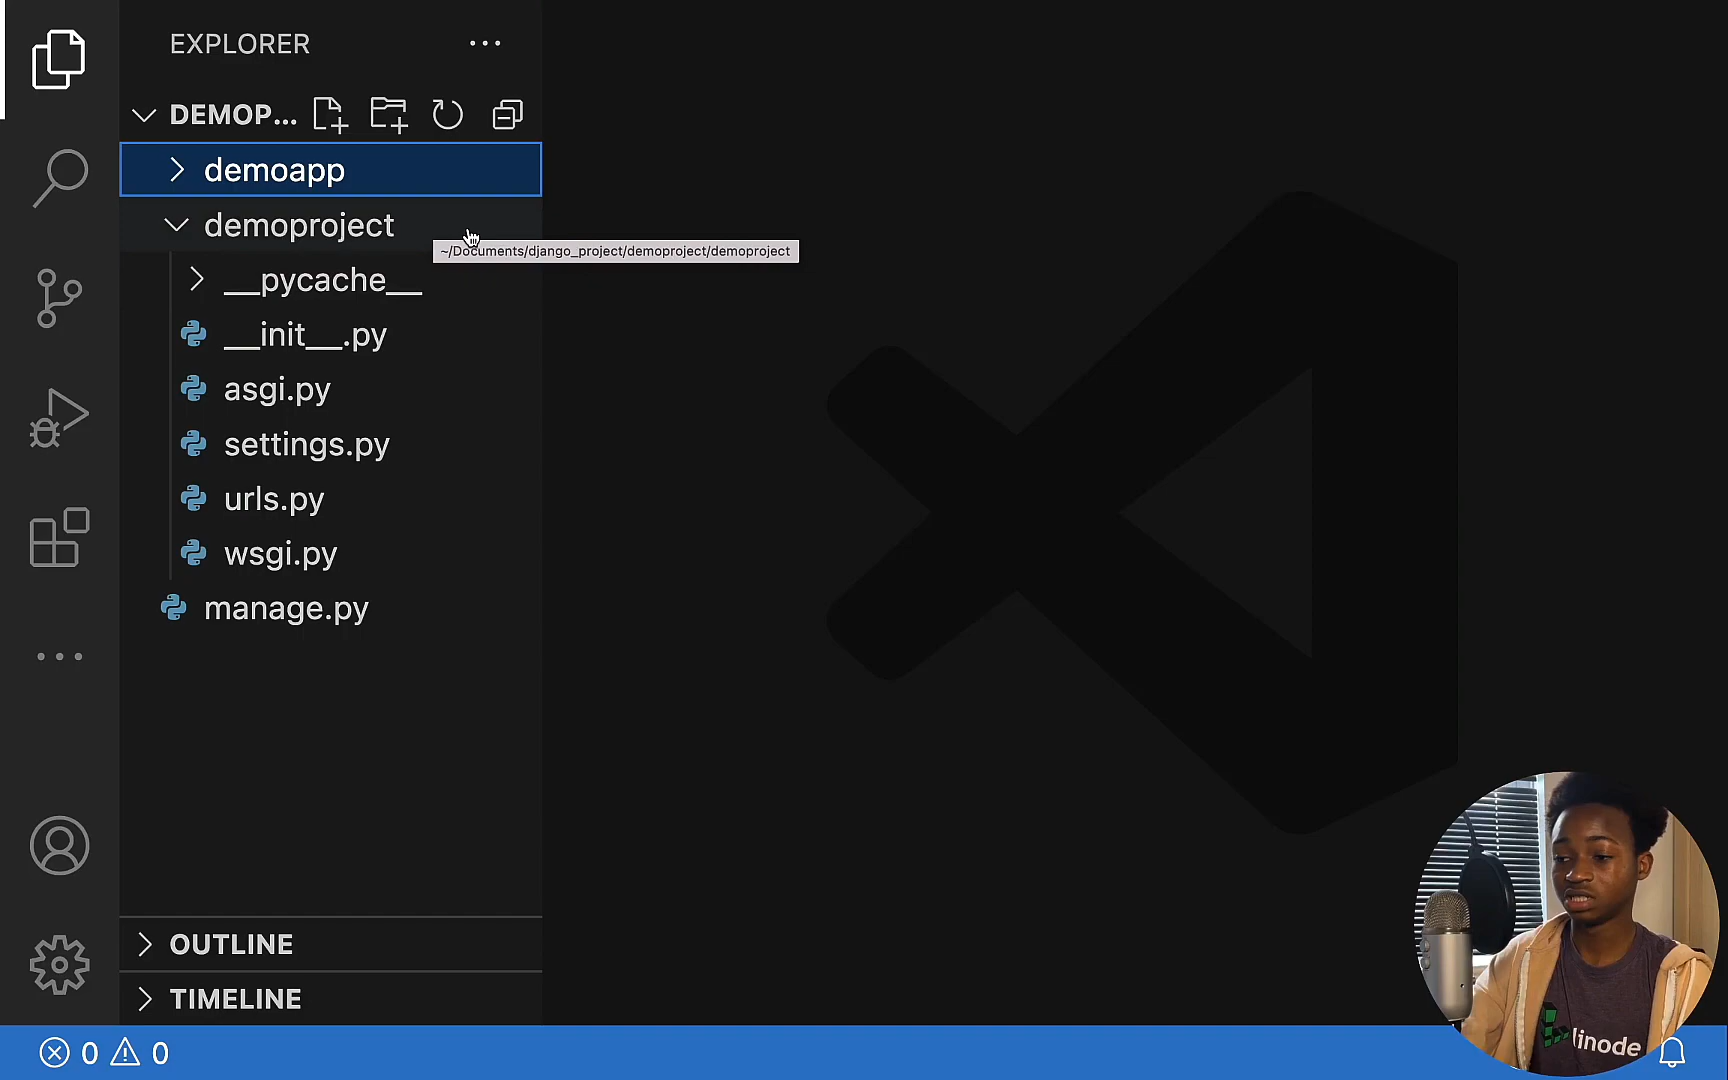 EXPLORER
DEMOP...
demoapp
demoproject
~/Documents/django_project/demoproject/demoproject
__pycache__
__init__.py
asgi.py
settings.py
urls.py
wsgi.py
manage.py
OUTLINE
TIMELINE
0 0
linode